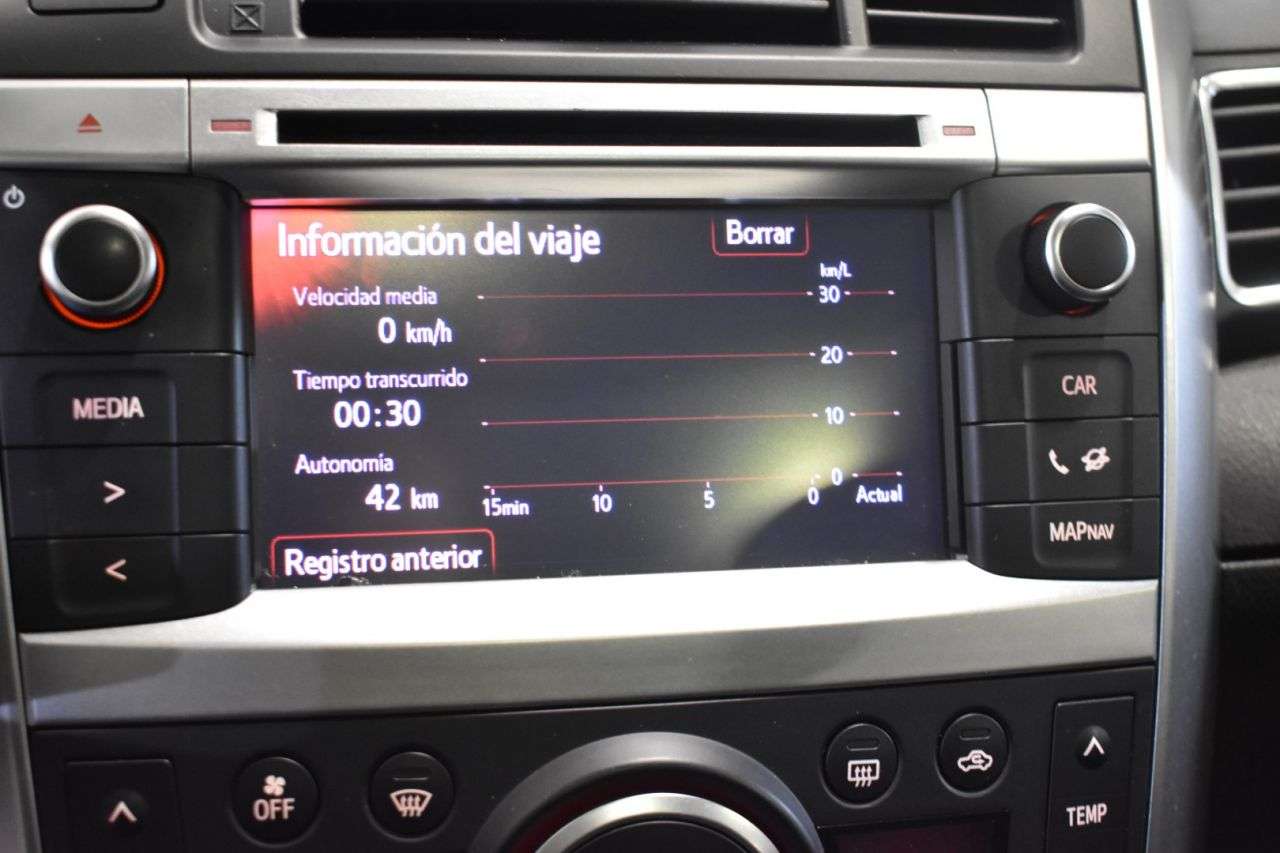 Información del viaje
Borrar
Velocidad media
0 km/h
Tiempo transcurrido
00:30
Autonomía
42 km
Registro anterior
km/L
30
20
10
0
15min
10
5
0
Actual
MEDIA
>
<
CAR
MAPNAV
OFF
TEMP